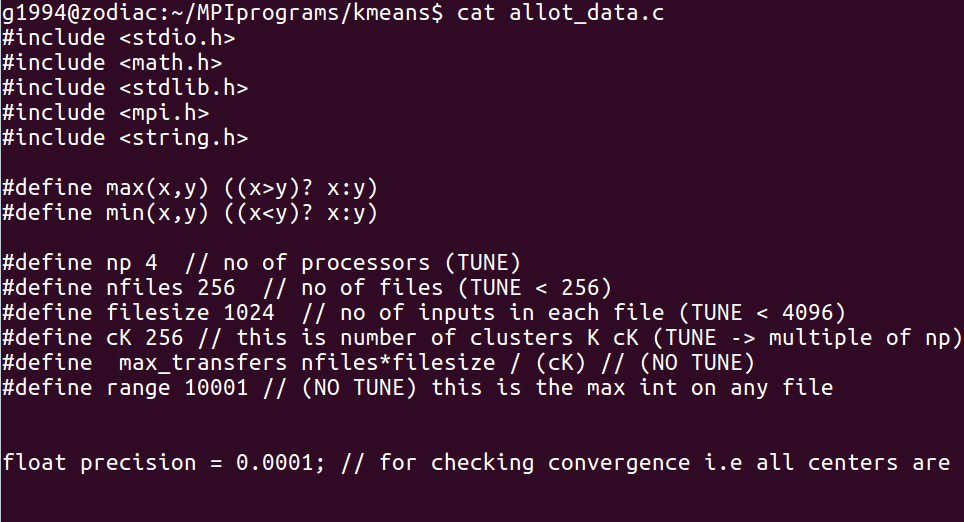 g1994@zodiac:~/MPIprograms/kmeans$ cat allot_data.c
#include <stdio.h>
#include <math.h>
#include <stdlib.h>
#include <mpi.h>
#include <string.h>
#define max(x,y) ((x>y)? x:y)
#define min(x,y) ((x<y)? x:y)
#define np 4  // no of processors (TUNE)
#define nfiles 256  // no of files (TUNE < 256)
#define filesize 1024  // no of inputs in each file (TUNE < 4096)
#define cK 256 // this is number of clusters K cK (TUNE -> multiple of np)
#define  max_transfers nfiles*filesize / (cK) // (NO TUNE)
#define range 10001 // (NO TUNE) this is the max int on any file
float precision = 0.0001; // for checking convergence i.e all centers are